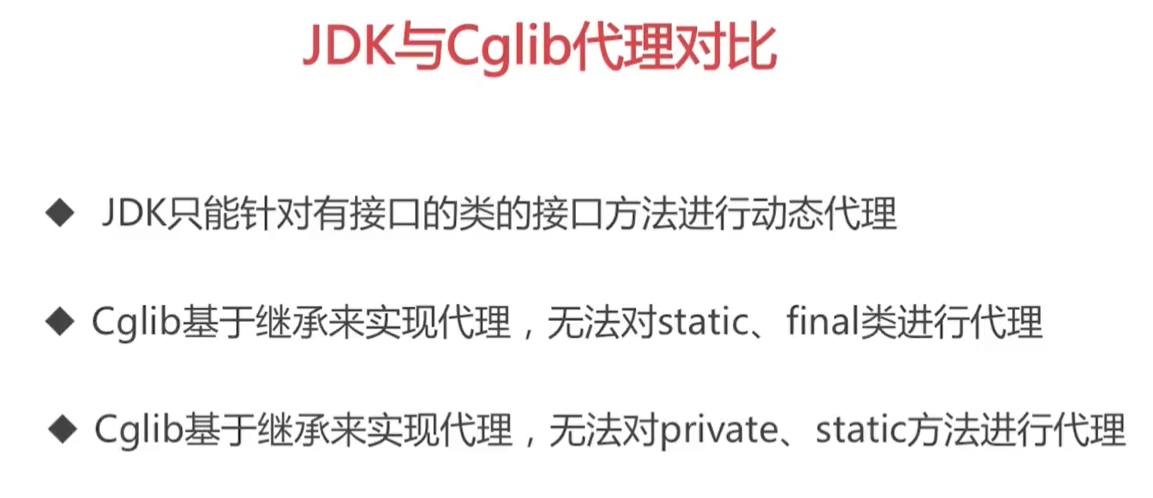 JDK与Cglib代理对比
◆ JDK只能针对有接口的类的接口方法进行动态代理
◆ Cglib基于继承来实现代理，无法对static、final类进行代理
◆ Cglib基于继承来实现代理，无法对private、static方法进行代理